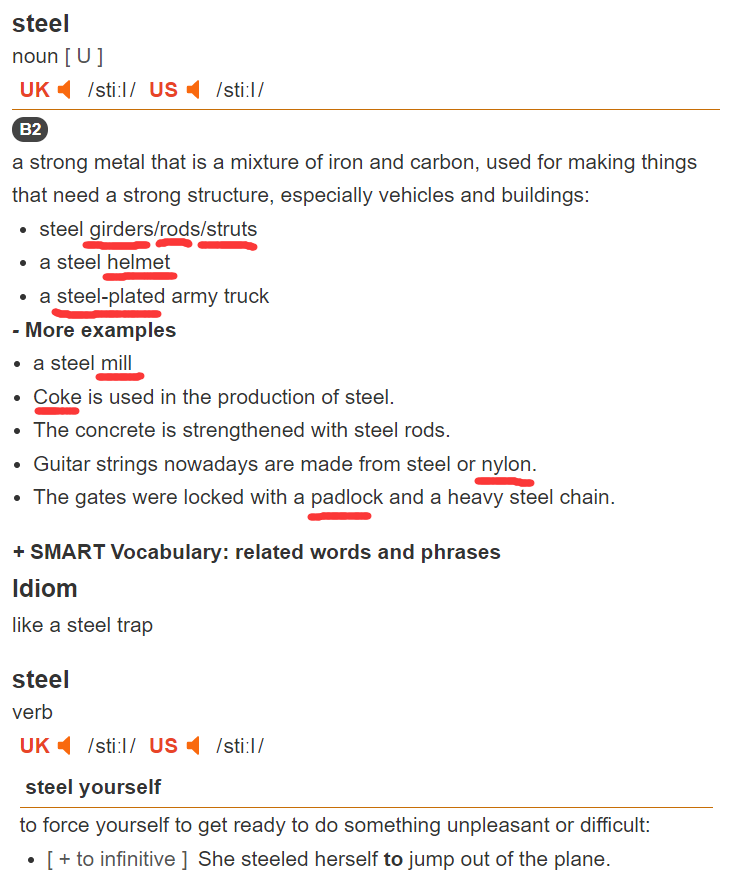 steel
noun [ U ]
UK /stiːl/ US /stiːl/
B2
a strong metal that is a mixture of iron and carbon, used for making things
that need a strong structure, especially vehicles and buildings:
• steel girders/rods/struts
• a steel helmet
• a steel-plated army truck
- More examples
• a steel mill
• Coke is used in the production of steel.
• The concrete is strengthened with steel rods.
• Guitar strings nowadays are made from steel or nylon.
• The gates were locked with a padlock and a heavy steel chain.
+ SMART Vocabulary: related words and phrases
Idiom
like a steel trap
steel
verb
UK /stiːl/ US /stiːl/
steel yourself
to force yourself to get ready to do something unpleasant or difficult:
• [ + to infinitive ] She steeled herself to jump out of the plane.